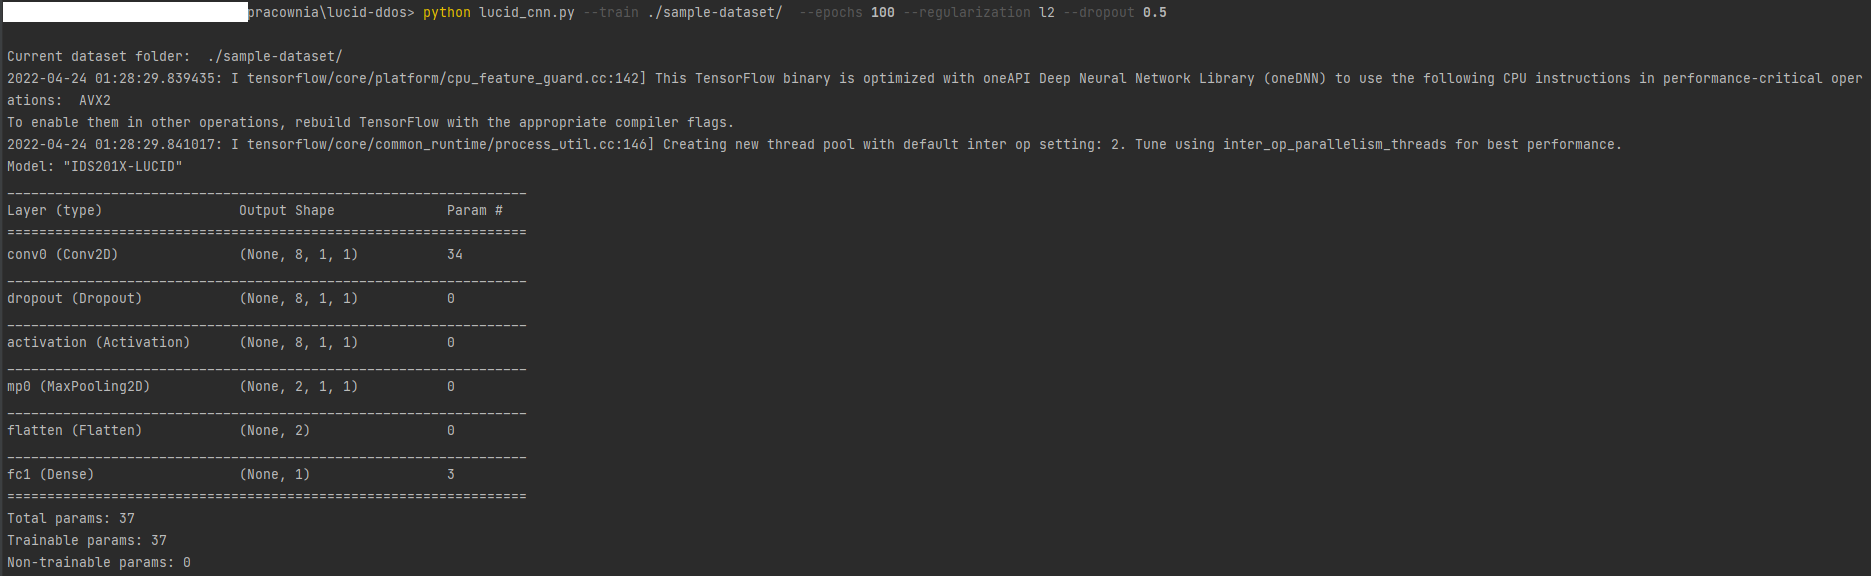 pracownia\lucid-ddos> python lucid_cnn.py --train ./sample-dataset/  --epochs 100 --regularization l2 --dropout 0.5
Current dataset folder:  ./sample-dataset/
2022-04-24 01:28:29.839435: I tensorflow/core/platform/cpu_feature_guard.cc:142] This TensorFlow binary is optimized with oneAPI Deep Neural Network Library (oneDNN) to use the following CPU instructions in performance-critical oper
ations:  AVX2
To enable them in other operations, rebuild TensorFlow with the appropriate compiler flags.
2022-04-24 01:28:29.841017: I tensorflow/core/common_runtime/process_util.cc:146] Creating new thread pool with default inter op setting: 2. Tune using inter_op_parallelism_threads for best performance.
Model: "IDS201X-LUCID"
_________________________________________________________________
Layer (type)                 Output Shape              Param #
=================================================================
conv0 (Conv2D)               (None, 8, 1, 1)           34
_________________________________________________________________
dropout (Dropout)            (None, 8, 1, 1)           0
_________________________________________________________________
activation (Activation)      (None, 8, 1, 1)           0
_________________________________________________________________
mp0 (MaxPooling2D)           (None, 2, 1, 1)           0
_________________________________________________________________
flatten (Flatten)            (None, 2)                 0
_________________________________________________________________
fc1 (Dense)                  (None, 1)                 3
=================================================================
Total params: 37
Trainable params: 37
Non-trainable params: 0